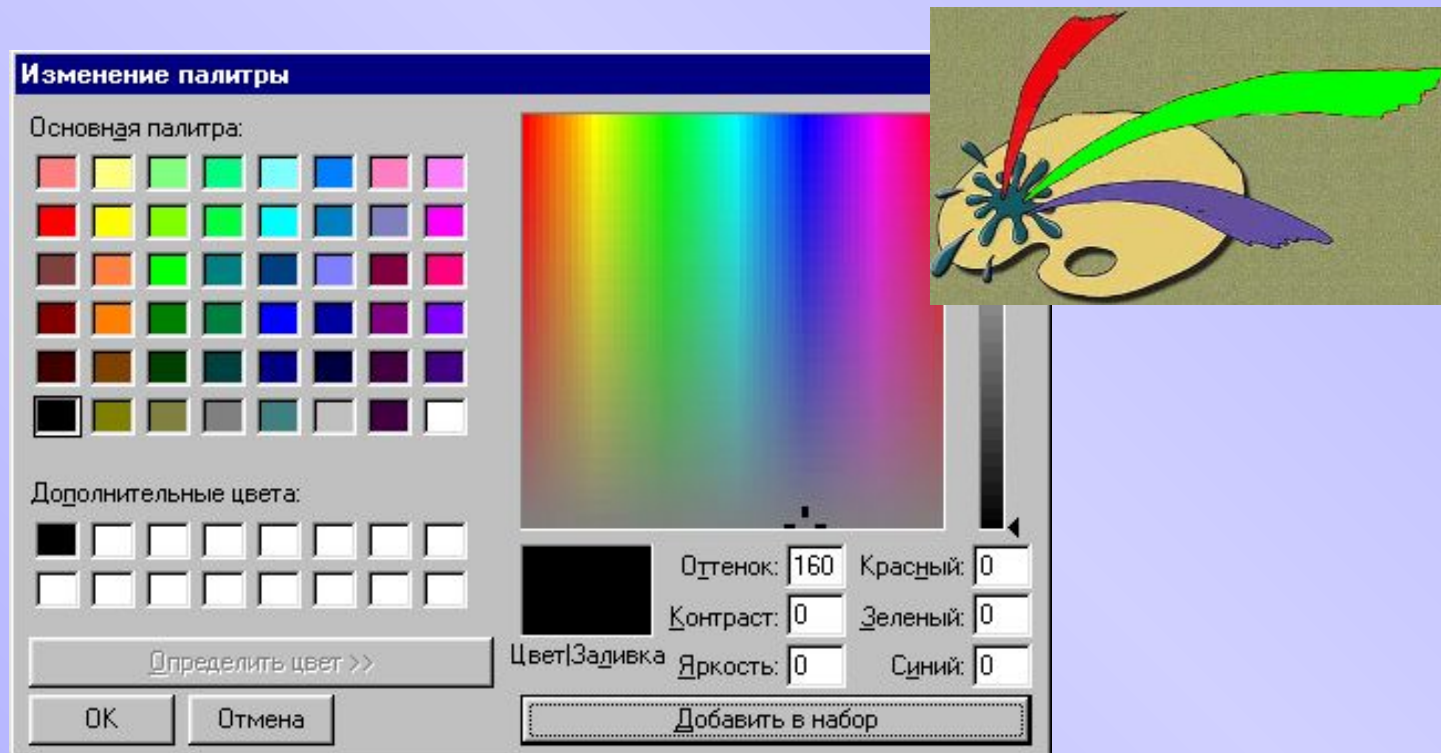 Изменение палитры
Основная палитра:
Дополнительные цвета:
Определить цвет >>
OK
Отмена
Цвет|Заливка
Оттенок: 160
Контраст: 0
Яркость: 0
Красный: 0
Зеленый: 0
Синий: 0
Добавить в набор